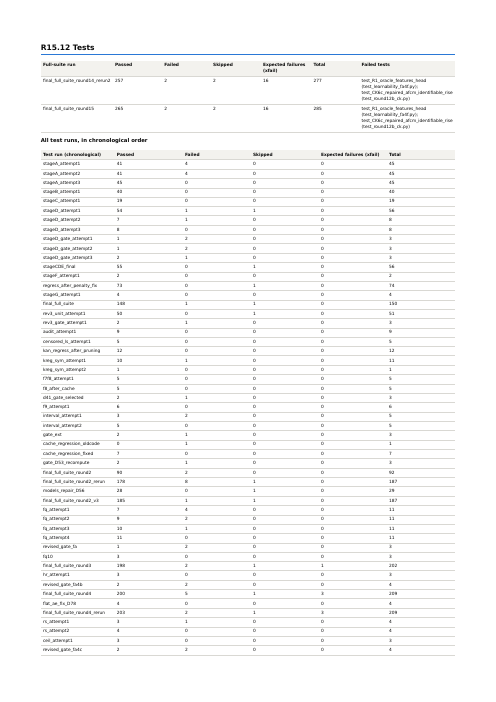 R15.12 Tests
Full-suite run Passed Failed Skipped Expected failures (xfail) Total Failed tests
final_full_suite_round14_rerun2 257 2 2 16 277 test_R1_oracle_features_head
(test_learnability_fastf.py);
test_CK6c_repaired_afcm_identifiable_rise
(test_round12b_ck.py)
final_full_suite_round15 265 2 2 16 285 test_R1_oracle_features_head
(test_learnability_fastf.py);
test_CK6c_repaired_afcm_identifiable_rise
(test_round12b_ck.py)
All test runs, in chronological order
Test run (chronological) Passed Failed Skipped Expected failures (xfail) Total
stageA_attempt1 41 4 0 0 45
stageA_attempt2 41 4 0 0 45
stageA_attempt3 45 0 0 0 45
stageB_attempt1 40 0 0 0 40
stageC_attempt1 19 0 0 0 19
stageD_attempt1 54 1 1 0 56
stageD_attempt2 7 1 0 0 8
stageD_attempt3 8 0 0 0 8
stageD_gate_attempt1 1 2 0 0 3
stageD_gate_attempt2 1 2 0 0 3
stageD_gate_attempt3 2 1 0 0 3
stageCDE_final 55 0 1 0 56
stageF_attempt1 2 0 0 0 2
regress_after_penalty_fix 73 0 1 0 74
stageG_attempt1 4 0 0 0 4
final_full_suite 148 1 1 0 150
rev3_unit_attempt1 50 0 1 0 51
rev3_gate_attempt1 2 1 0 0 3
audit_attempt1 9 0 0 0 9
censored_ls_attempt1 5 0 0 0 5
kan_regress_after_pruning 12 0 0 0 12
kreg_sym_attempt1 10 1 0 0 11
kreg_sym_attempt2 1 0 0 0 1
f7f8_attempt1 5 0 0 0 5
f8_after_cache 5 0 0 0 5
d41_gate_selected 2 1 0 0 3
f9_attempt1 6 0 0 0 6
interval_attempt1 3 2 0 0 5
interval_attempt2 5 0 0 0 5
gate_ext 2 1 0 0 3
cache_regression_oldcode 0 1 0 0 1
cache_regression_fixed 7 0 0 0 7
gate_D53_recompute 2 1 0 0 3
final_full_suite_round2 90 2 0 0 92
final_full_suite_round2_rerun 178 8 1 0 187
models_repair_D56 28 0 1 0 29
final_full_suite_round2_v3 185 1 1 0 187
fq_attempt1 7 4 0 0 11
fq_attempt2 9 2 0 0 11
fq_attempt3 10 1 0 0 11
fq_attempt4 11 0 0 0 11
revised_gate_fa 1 2 0 0 3
fg10 3 0 0 0 3
final_full_suite_round3 198 2 1 1 202
hr_attempt1 3 0 0 0 3
revised_gate_fa4b 2 2 0 0 4
final_full_suite_round4 200 5 1 3 209
flat_ae_fix_D78 4 0 0 0 4
final_full_suite_round4_rerun 203 2 1 3 209
rs_attempt1 3 1 0 0 4
rs_attempt2 4 0 0 0 4
ceil_attempt1 3 0 0 0 3
revised_gate_fa4c 2 2 0 0 4